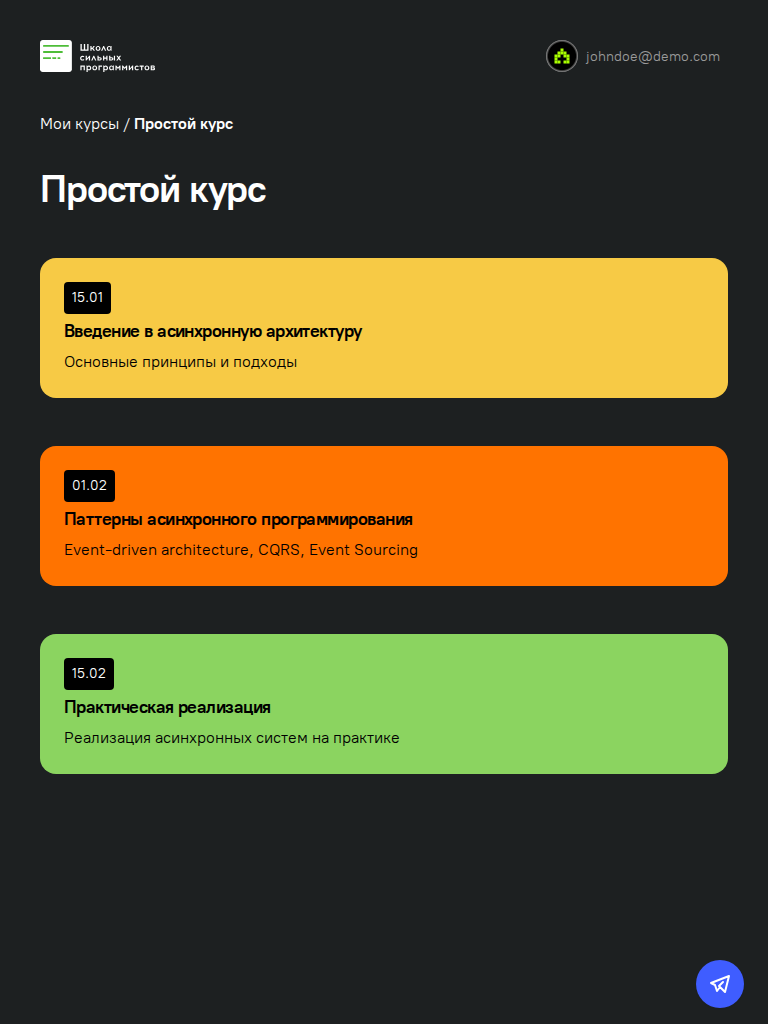 Школа
сильных
программистов
johndoe@demo.com
Мои курсы / Простой курс
Простой курс
15.01
Введение в асинхронную архитектуру
Основные принципы и подходы
01.02
Паттерны асинхронного программирования
Event-driven architecture, CQRS, Event Sourcing
15.02
Практическая реализация
Реализация асинхронных систем на практике